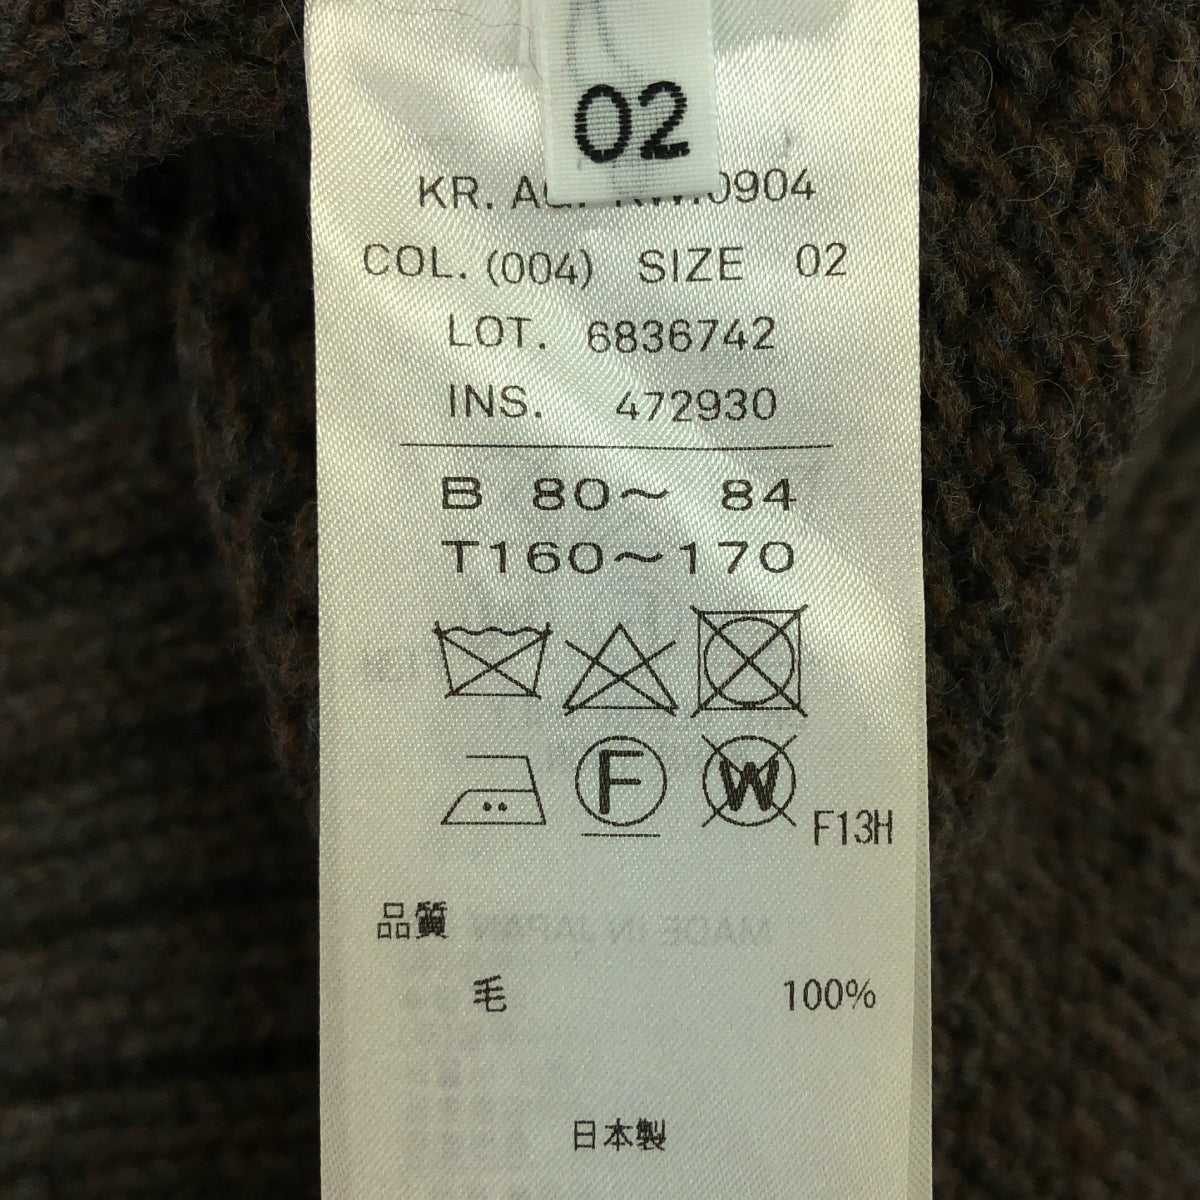 02
KR. 0904
COL. (004) SIZE 02
LOT. 6836742
INS. 472930
B 80～ 84
T160～170
F W F13H
品質
毛 100%
日本製